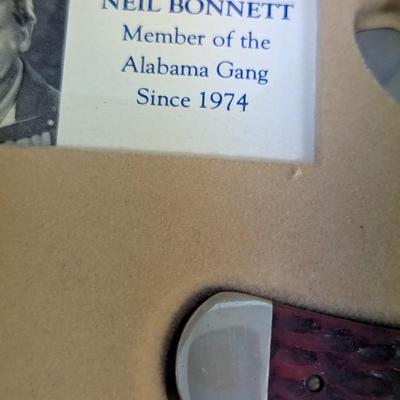 NEIL BONNETT
Member of the
Alabama Gang
Since 1974